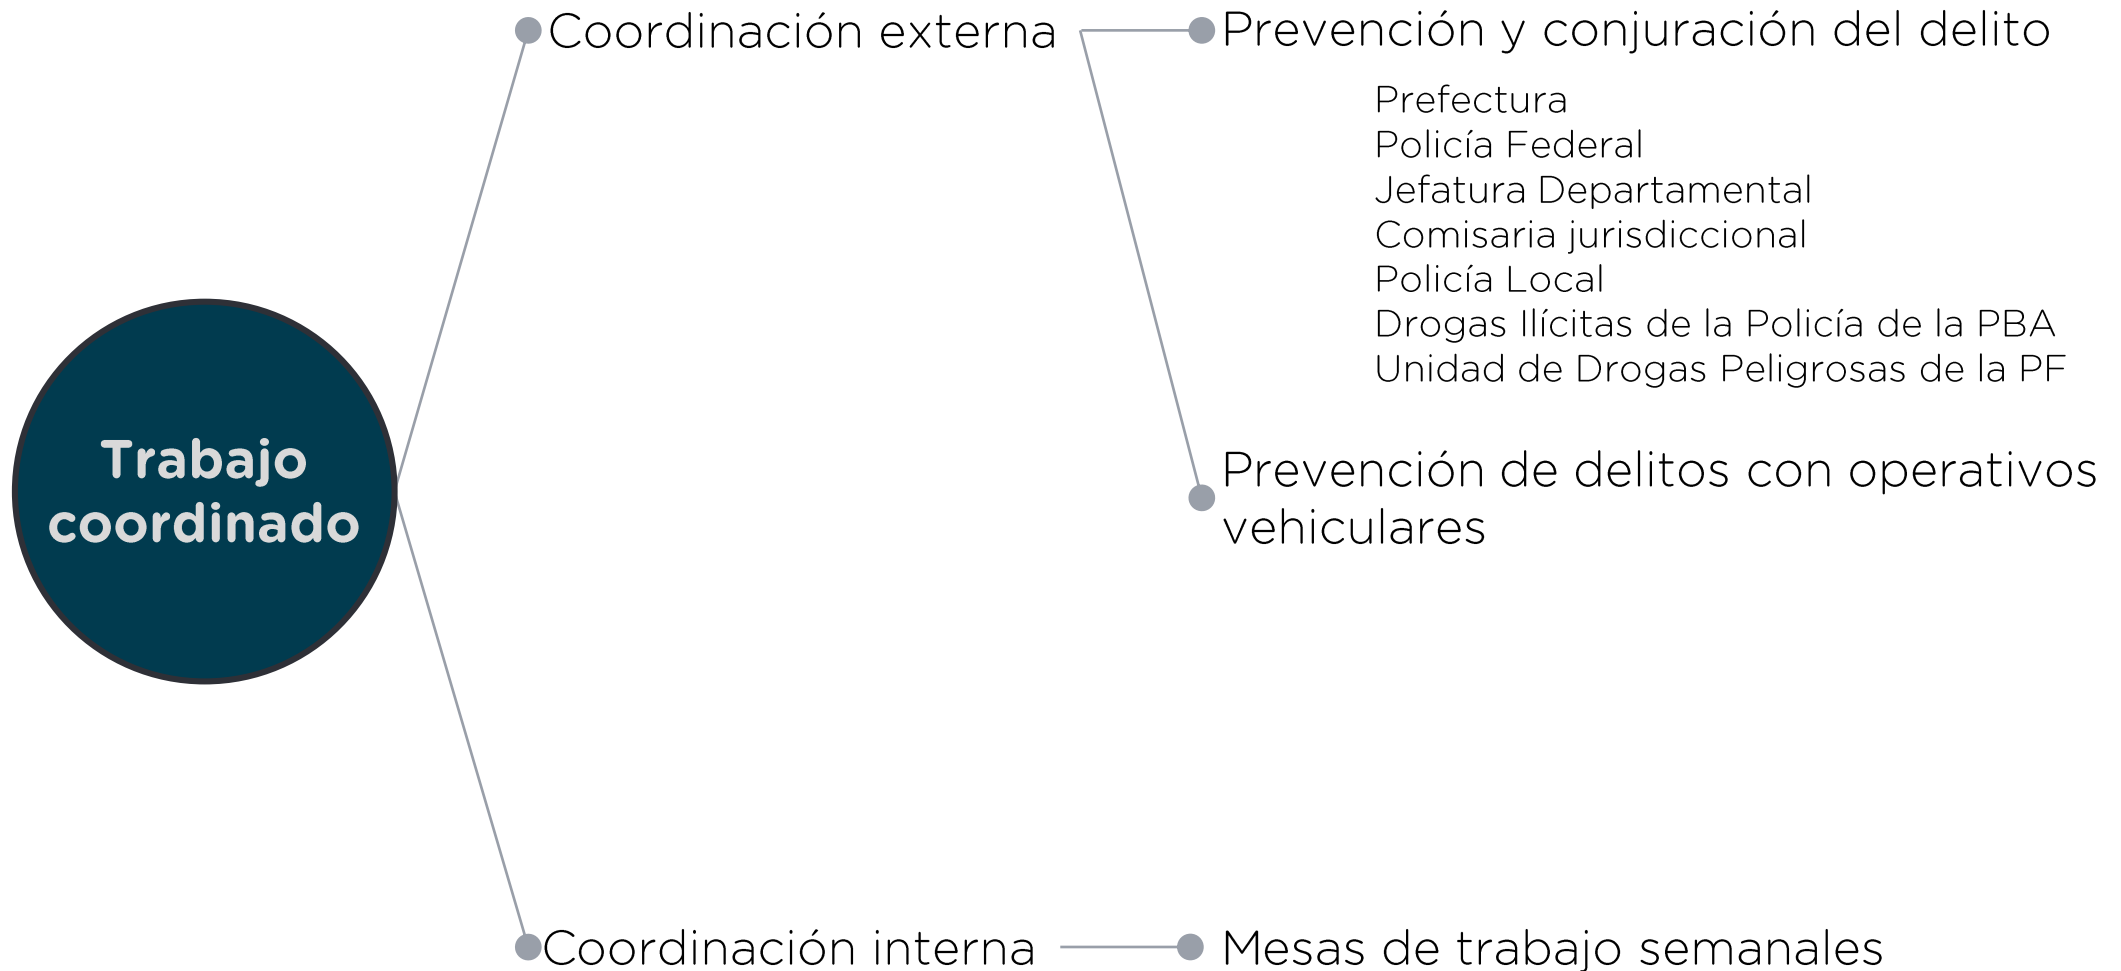 Trabajo
coordinado
Coordinación externa
Prevención y conjuración del delito
Prefectura
Policía Federal
Jefatura Departamental
Comisaria jurisdiccional
Policía Local
Drogas Ilícitas de la Policía de la PBA
Unidad de Drogas Peligrosas de la PF
Prevención de delitos con operativos
vehiculares
Coordinación interna
Mesas de trabajo semanales